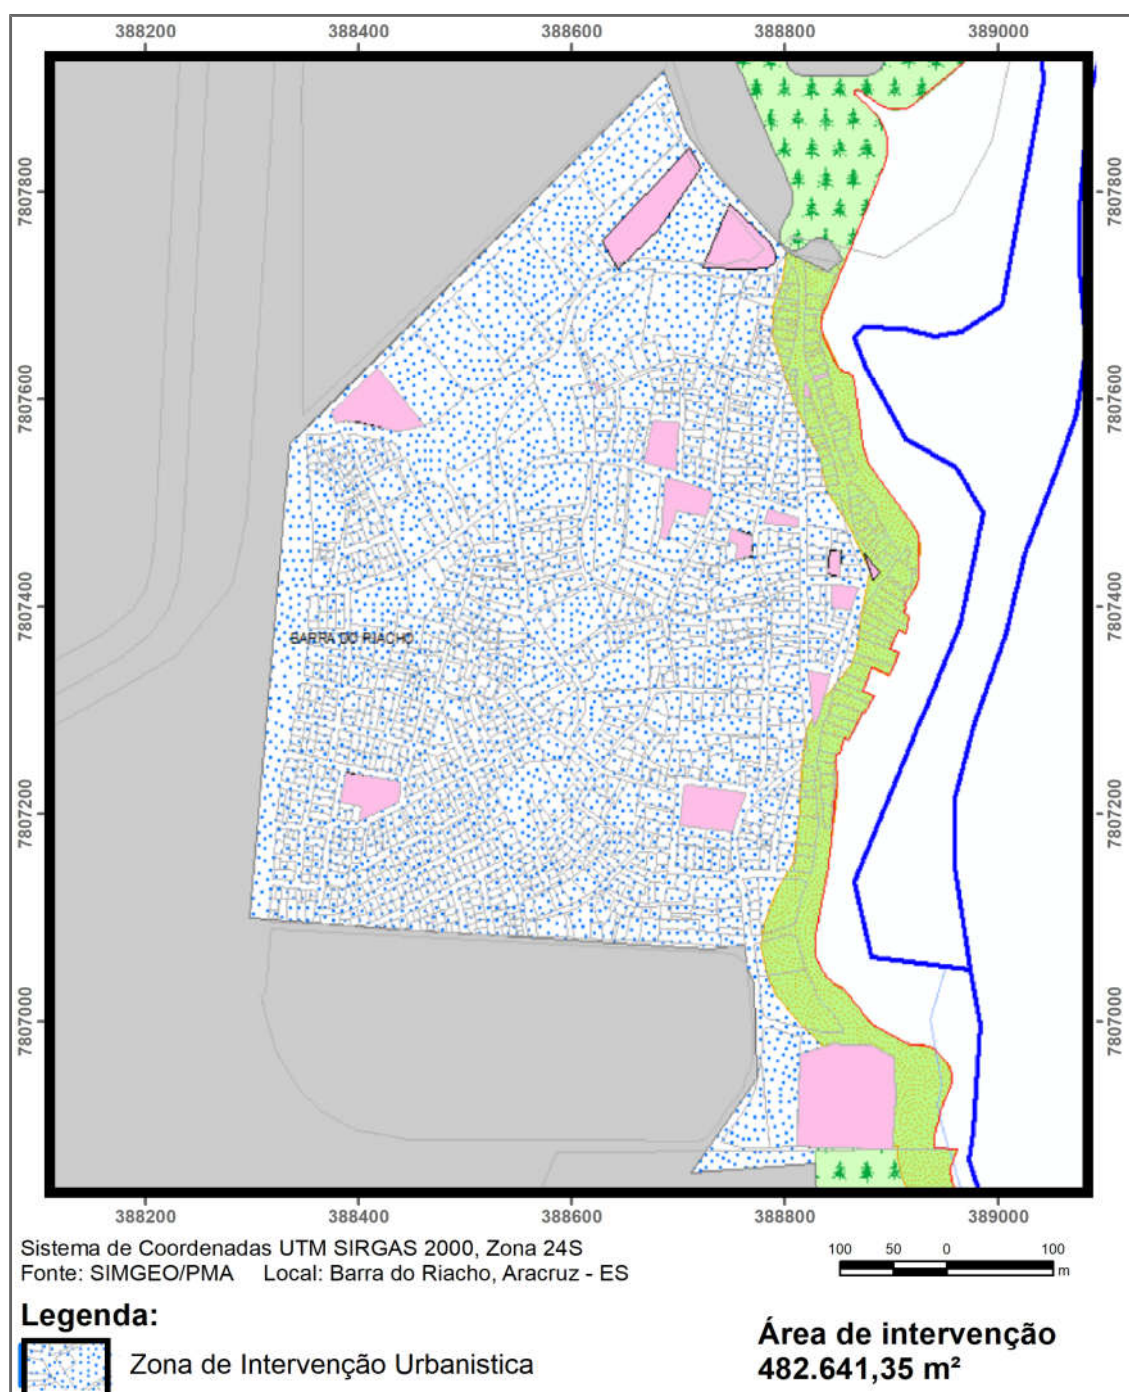 388200 388400 388600 388800 389000
7807800 7807800
7807600 7807600
7807400 7807400
BARRA DO RIACHO
7807200 7807200
7807000 7807000
388200 388400 388600 388800 389000
Sistema de Coordenadas UTM SIRGAS 2000, Zona 24S
Fonte: SIMGEO/PMA Local: Barra do Riacho, Aracruz - ES
100 50 0 100
m
Legenda:
Zona de Intervenção Urbanistica
Área de intervenção
482.641,35 m²